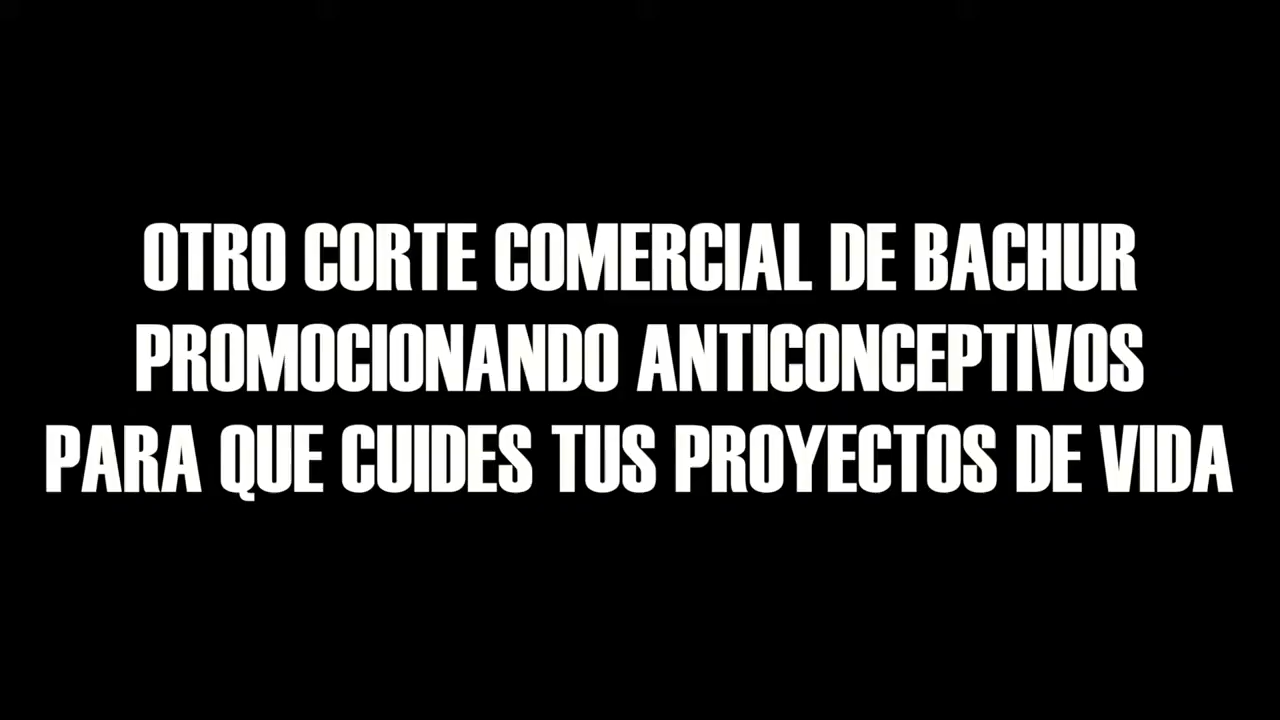 OTRO CORTE COMERCIAL DE BACHUR
PROMOCIONANDO ANTICONCEPTIVOS
PARA QUE CUIDES TUS PROYECTOS DE VIDA